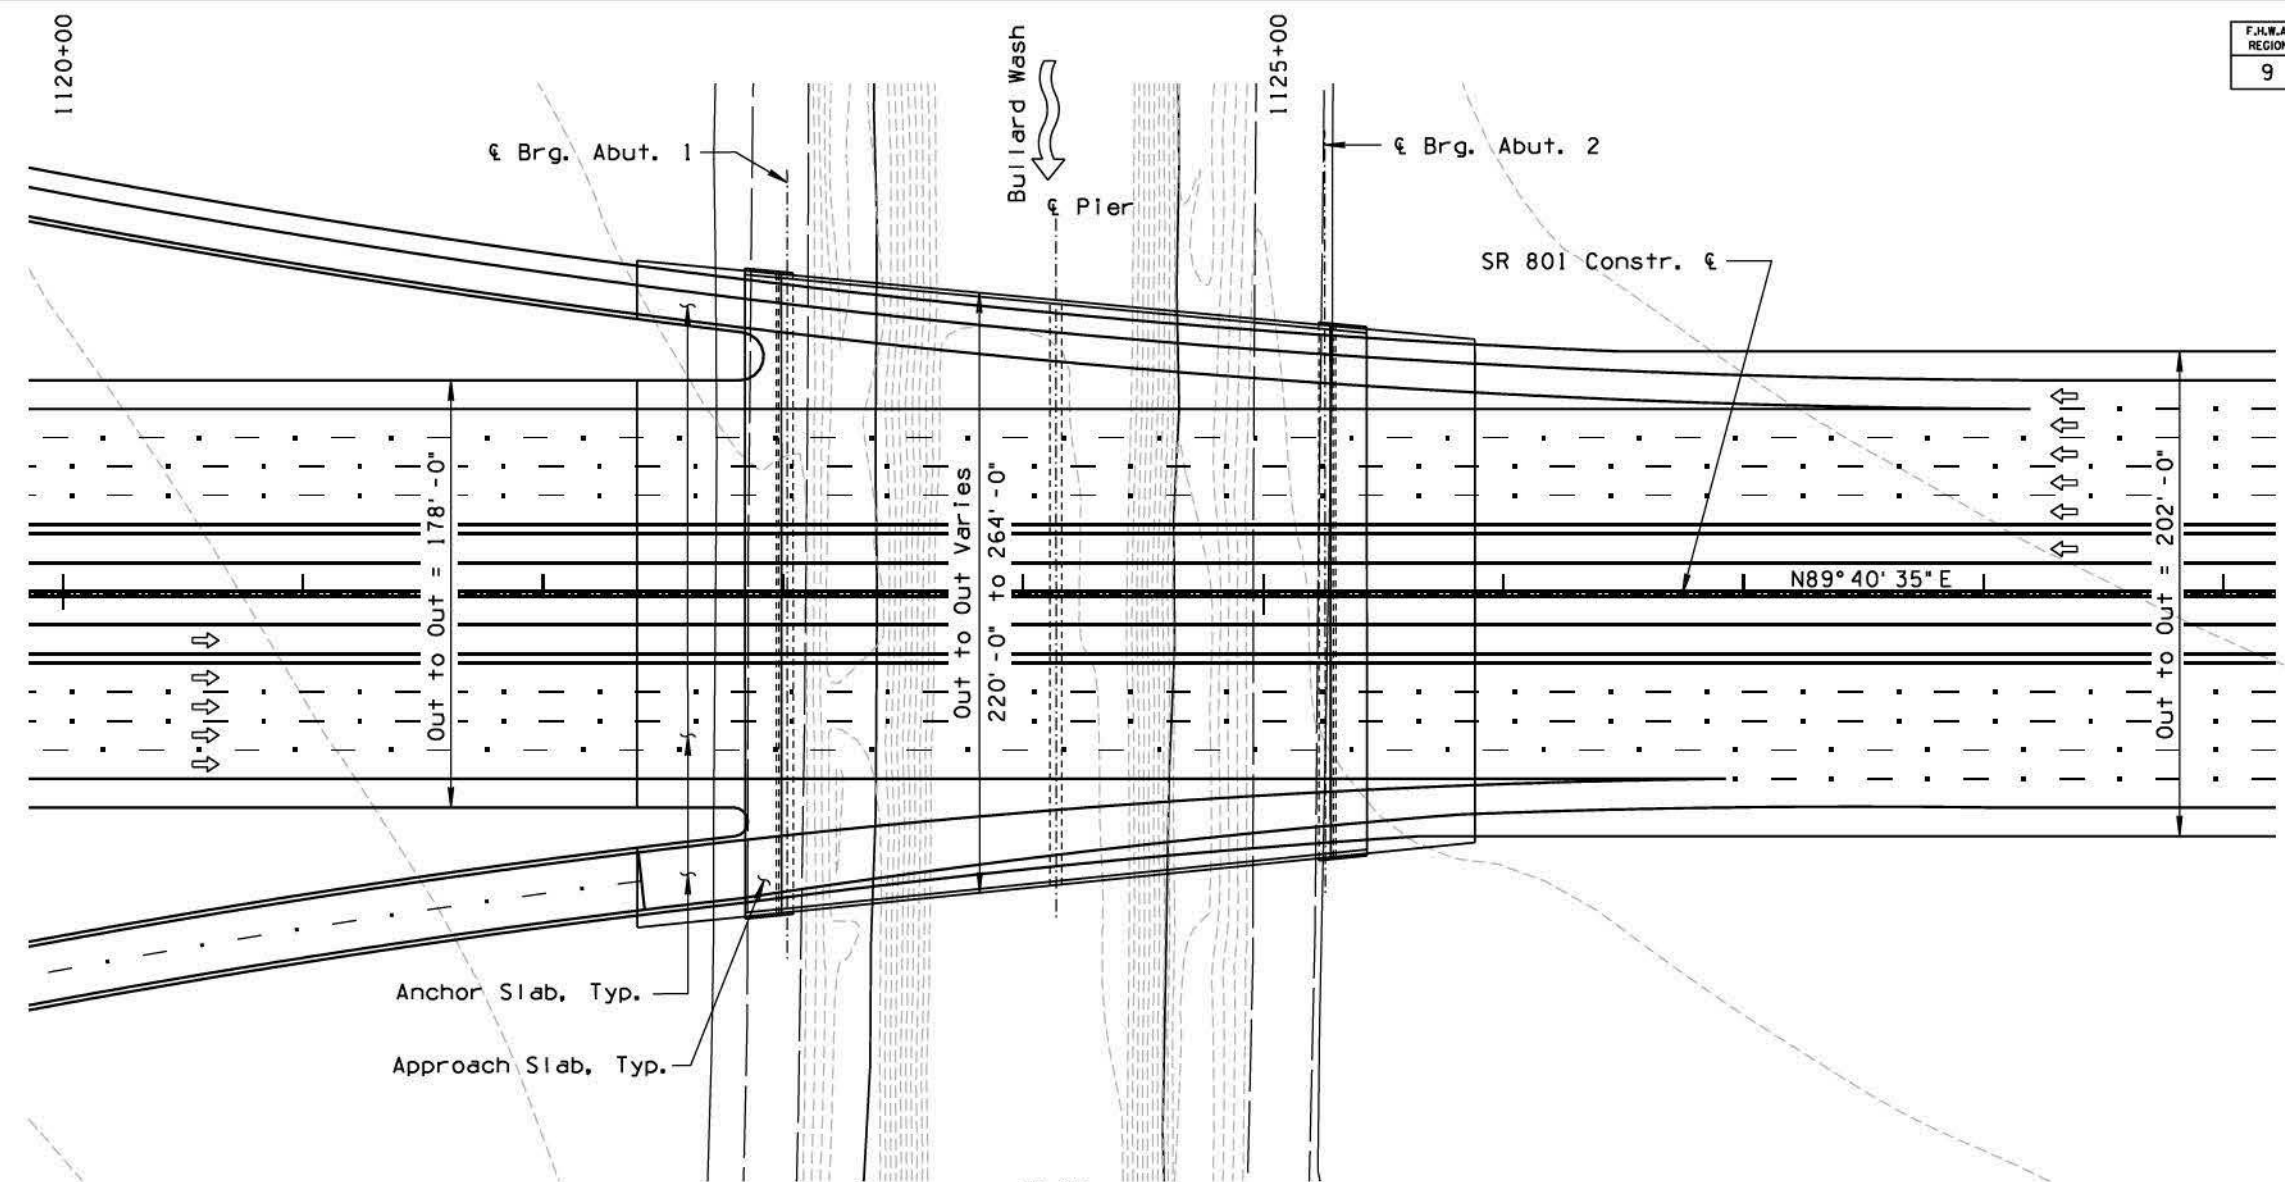 1120+00
Bullard Wash
1125+00
F.H.W.A
REGION
9
℄ Brg. Abut. 1
℄ Brg. Abut. 2
℄ Pier
SR 801 Constr. ℄
Out to Out = 178'-0"
Out to Out Varies
220'-0" to 264'-0"
N89°40'35"E
Out to Out = 202'-0"
Anchor Slab, Typ.
Approach Slab, Typ.